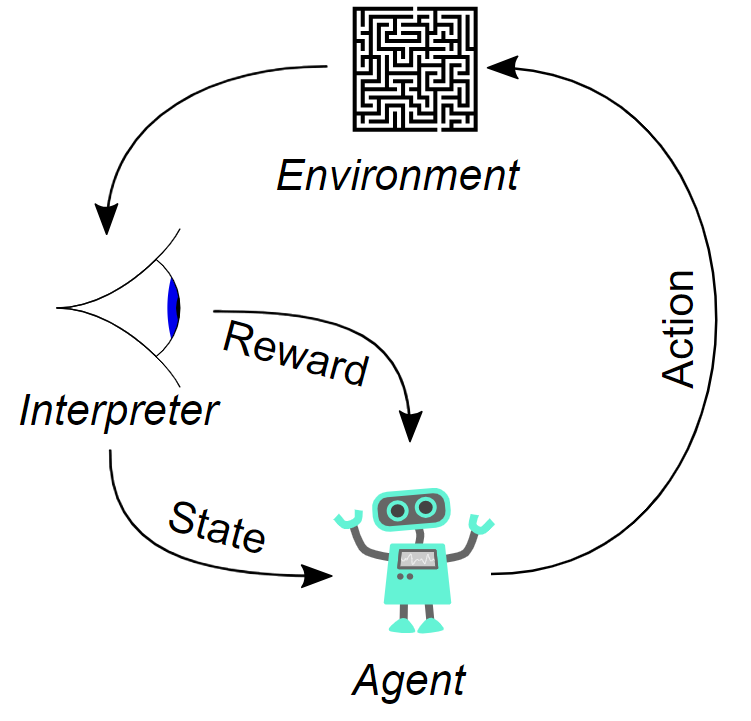 Environment
Reward
Action
Interpreter
State
Agent